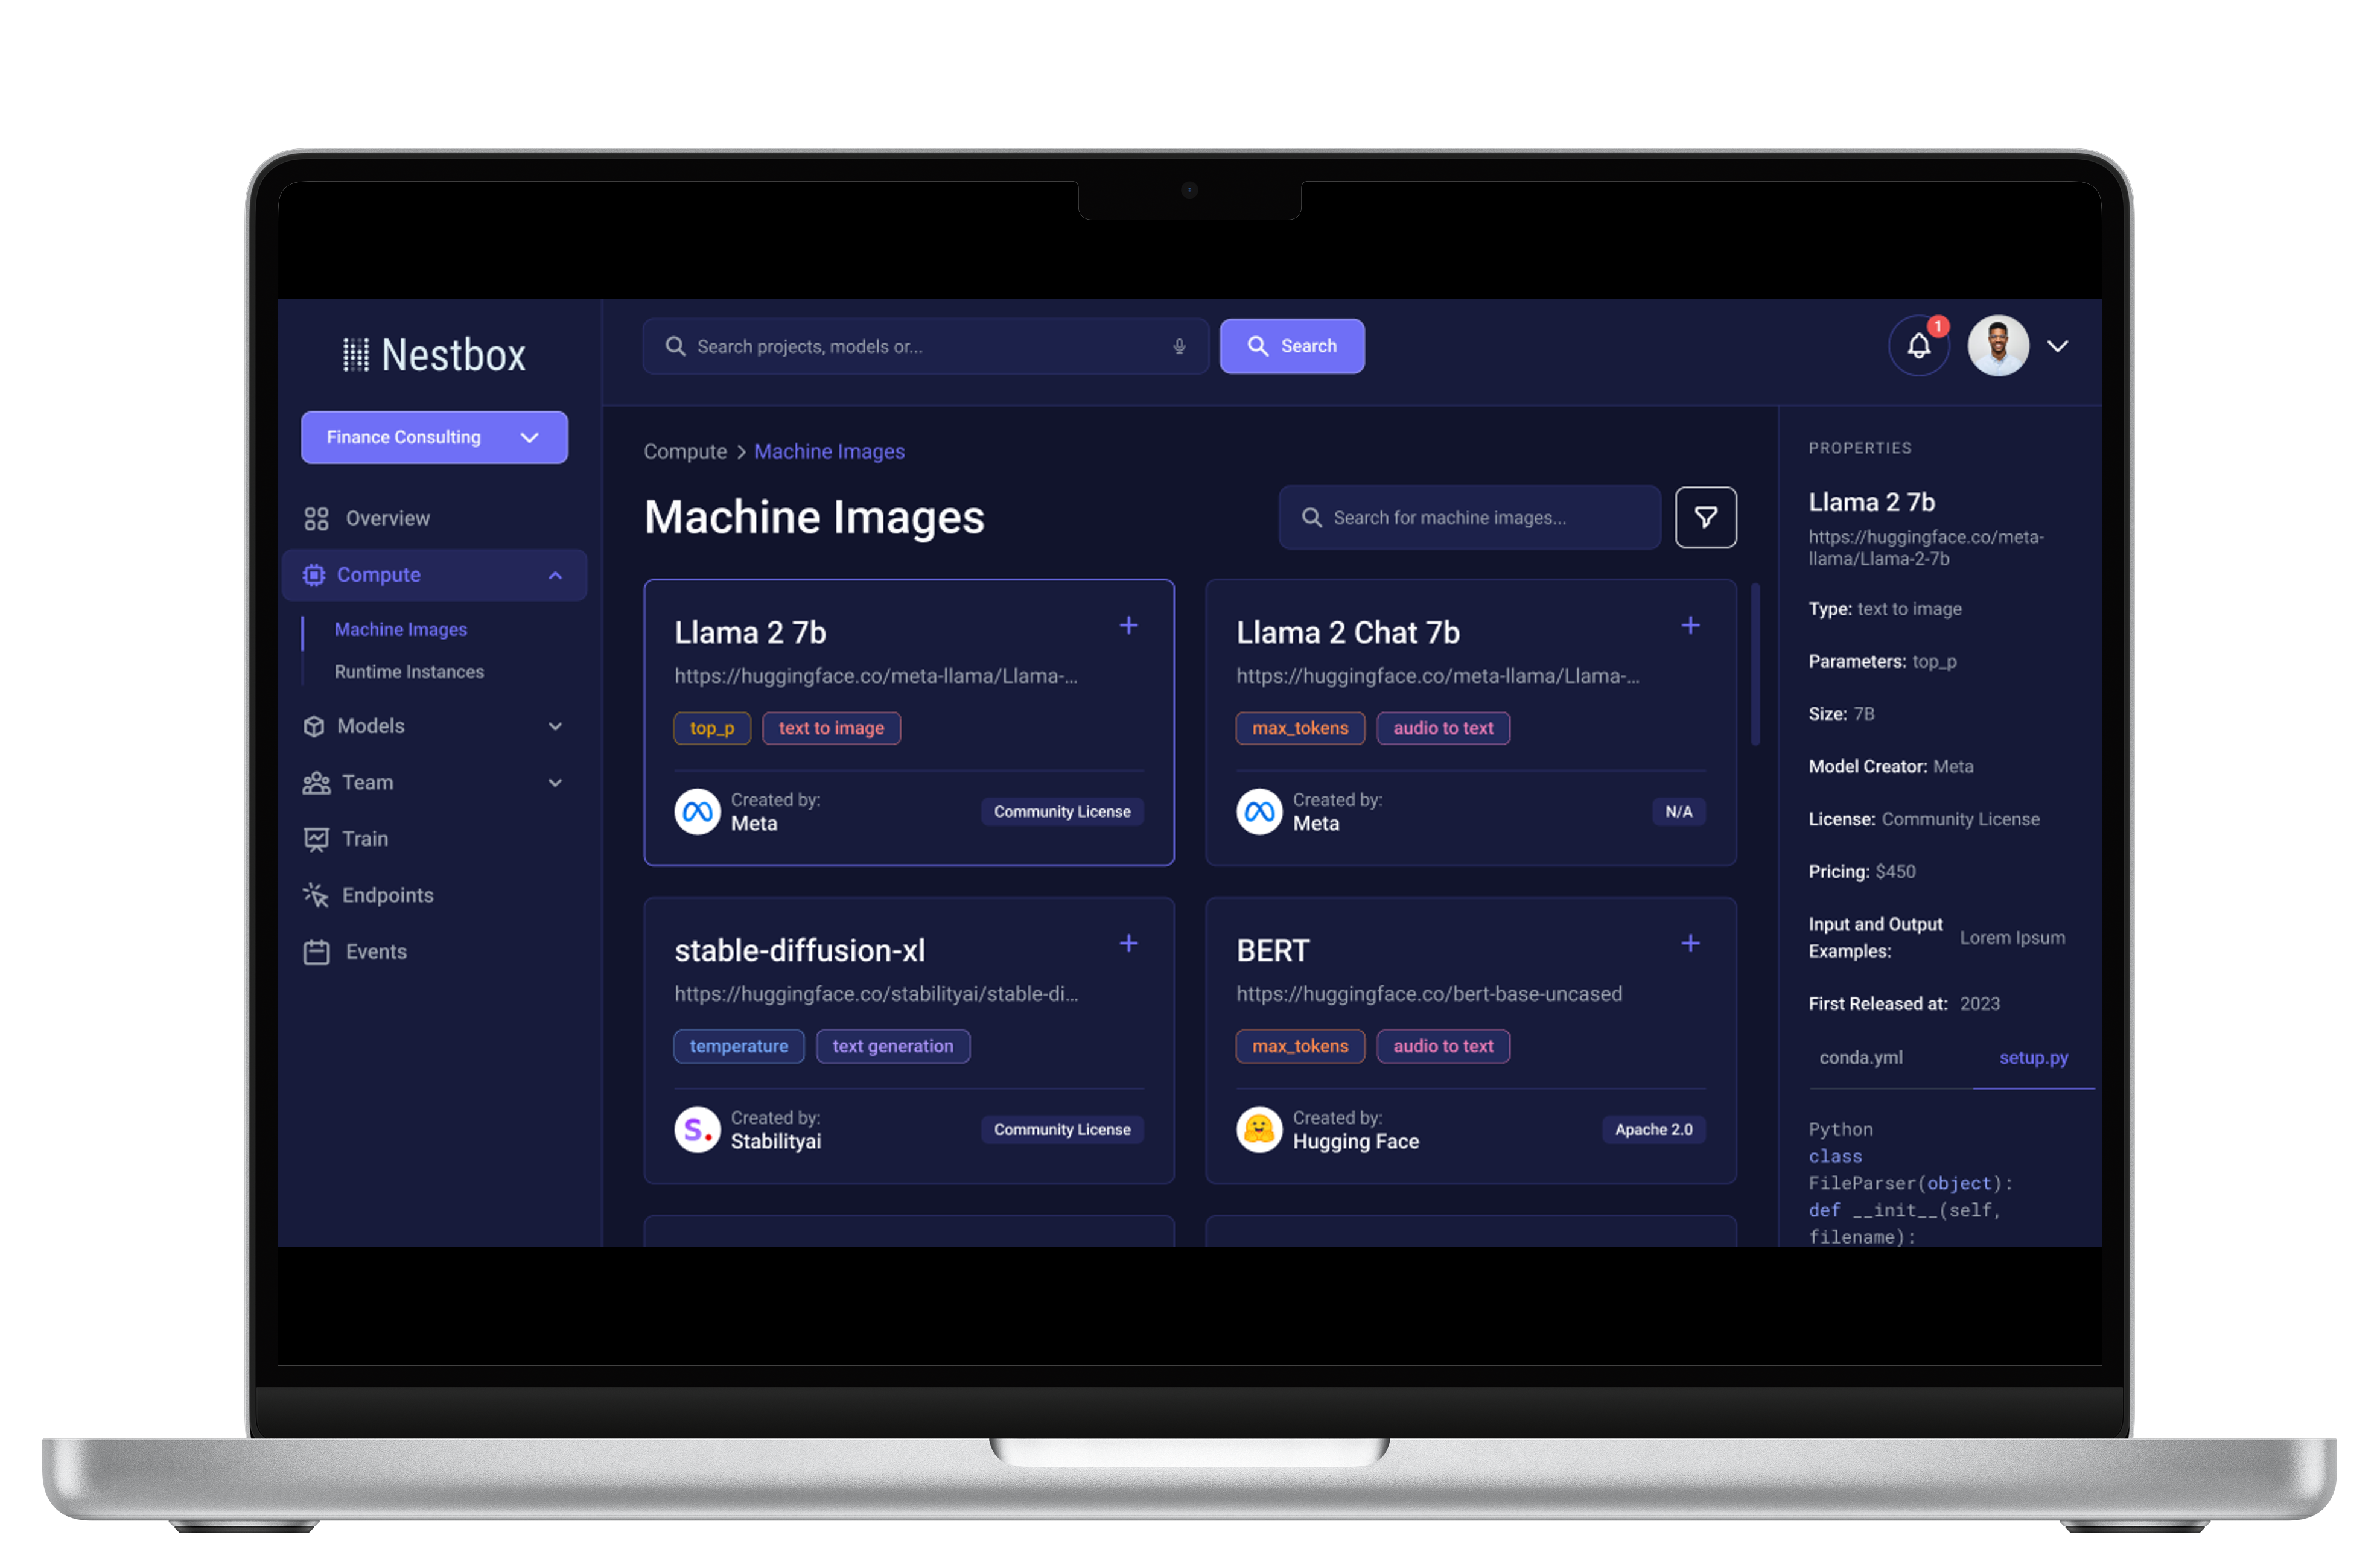 Nestbox
Finance Consulting
Overview
Compute
Machine Images
Runtime Instances
Models
Team
Train
Endpoints
Events
Search projects, models or...
Search
1
Compute > Machine Images
Machine Images
Search for machine images...
Llama 2 7b
https://huggingface.co/meta-llama/Llama-...
top_p
text to image
Created by:
Meta
Community License
Llama 2 Chat 7b
https://huggingface.co/meta-llama/Llama-...
max_tokens
audio to text
Created by:
Meta
N/A
stable-diffusion-xl
https://huggingface.co/stabilityai/stable-di...
temperature
text generation
Created by:
Stabilityai
Community License
S.
BERT
https://huggingface.co/bert-base-uncased
max_tokens
audio to text
Created by:
Hugging Face
Apache 2.0
PROPERTIES
Llama 2 7b
https://huggingface.co/meta-
llama/Llama-2-7b
Type: text to image
Parameters: top_p
Size: 7B
Model Creator: Meta
License: Community License
Pricing: $450
Input and Output
Examples:
Lorem Ipsum
First Released at: 2023
conda.yml
setup.py
Python
class
FileParser(object):
def __init__(self,
filename):